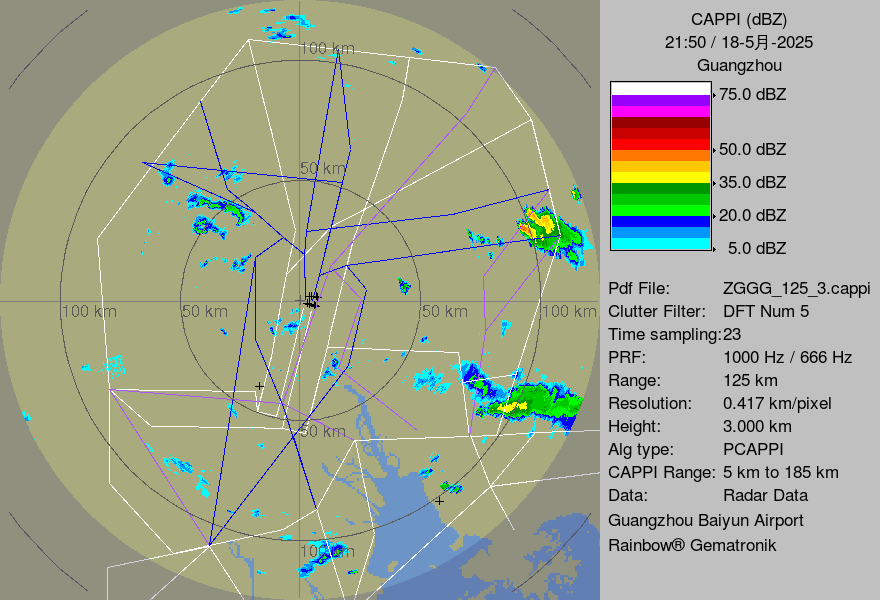 CAPPI (dBZ)
21:50 / 18-5月-2025
Guangzhou
75.0 dBZ
50.0 dBZ
35.0 dBZ
20.0 dBZ
5.0 dBZ
Pdf File: ZGGG_125_3.cappi
Clutter Filter: DFT Num 5
Time sampling:23
PRF: 1000 Hz / 666 Hz
Range: 125 km
Resolution: 0.417 km/pixel
Height: 3.000 km
Alg type: PCAPPI
CAPPI Range: 5 km to 185 km
Data: Radar Data
Guangzhou Baiyun Airport
Rainbow® Gematronik
100 km
50 km
100 km
50 km
50 km
100 km
50 km
100 km